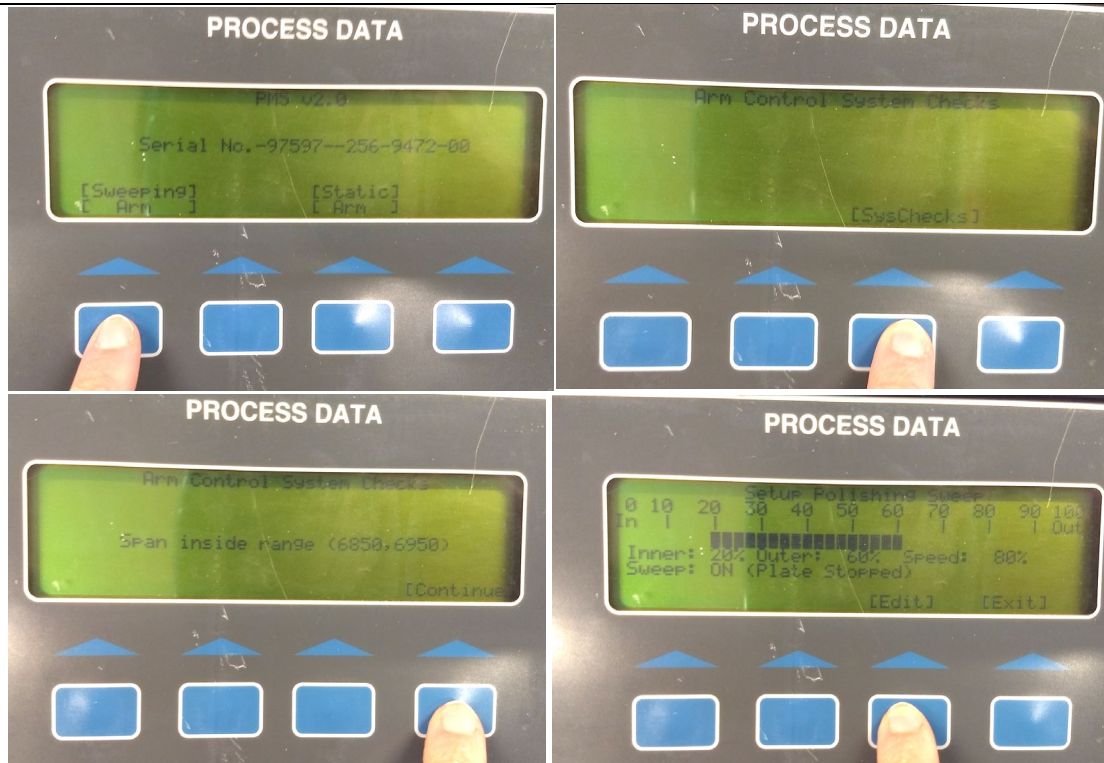 PROCESS DATA
PM5 V2.0
Serial No.-97597--256-9472-00
[Sweeping] [Static]
[ Arm ] [ Arm ]
PROCESS DATA
Arm Control System Checks
[SysChecks]
PROCESS DATA
Arm Control System Checks
Span inside range (6850,6950)
[Continue
PROCESS DATA
Setup Polishing Sweep
0 10 20 30 40 50 60 70 80 90 100
In Out
Inner: 20% Outer: 60% Speed: 80%
Sweep: ON (Plate Stopped)
[Edit] [Exit]